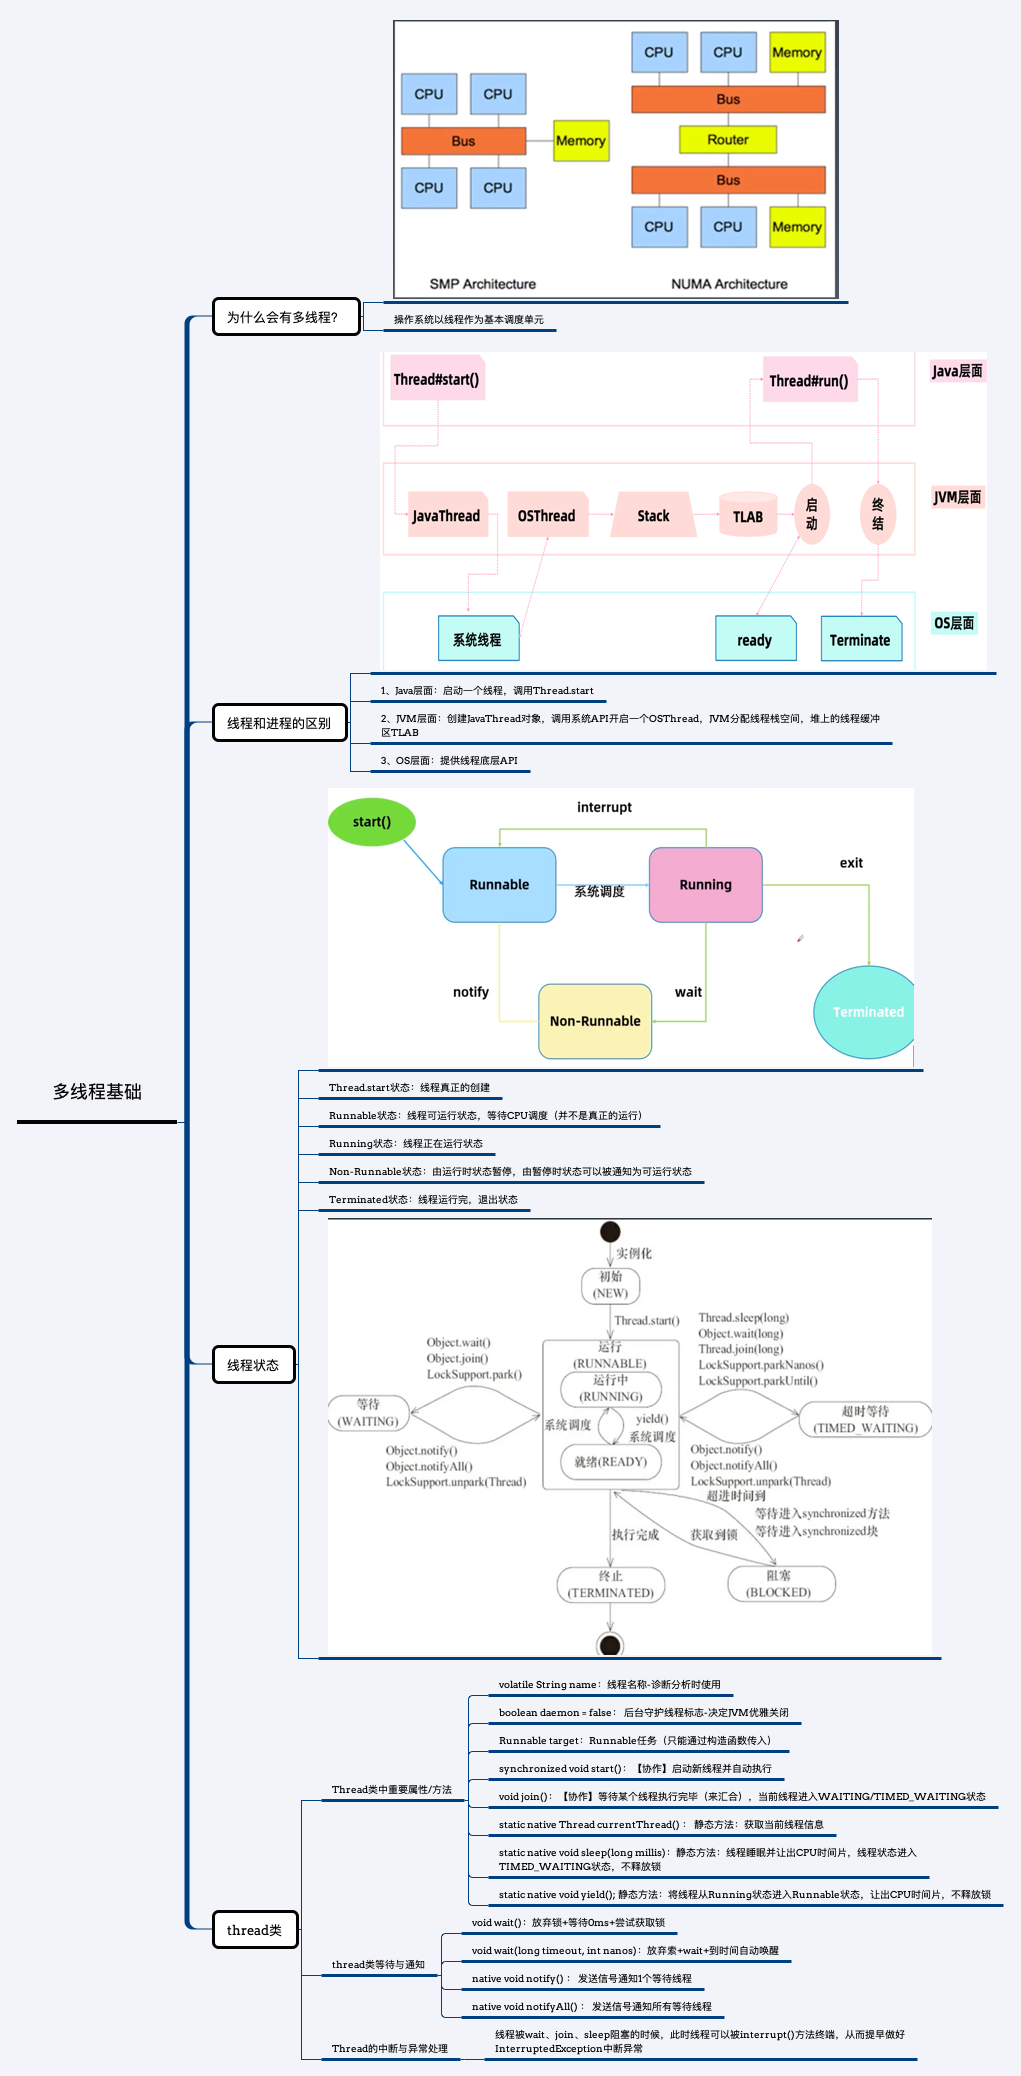 CPU
CPU
Memory
Bus
CPU
CPU
Bus
Memory
Router
Bus
CPU
CPU
CPU
CPU
Memory
SMP Architecture
NUMA Architecture
为什么会有多线程？
操作系统以线程作为基本调度单元
Thread#start()
Thread#run()
Java层面
JavaThread
OSThread
Stack
TLAB
启动
终结
JVM层面
系统线程
ready
Terminate
OS层面
线程和进程的区别
1、Java层面：启动一个线程，调用Thread.start
2、JVM层面：创建JavaThread对象，调用系统API开启一个OSThread，JVM分配线程栈空间，堆上的线程缓冲
区TLAB
3、OS层面：提供线程底层API
start()
interrupt
Runnable
系统调度
Running
exit
notify
wait
Non-Runnable
Terminated
多线程基础
线程状态
Thread.start状态：线程真正的创建
Runnable状态：线程可运行状态，等待CPU调度（并不是真正的运行）
Running状态：线程正在运行状态
Non-Runnable状态：由运行时状态暂停，由暂停时状态可以被通知为可运行状态
Terminated状态：线程运行完，退出状态
实例化
初始
(NEW)
Thread.start()
Thread.sleep(long)
Object.wait(long)
Thread.join(long)
LockSupport.parkNanos()
LockSupport.parkUntil()
Object.wait()
Object.join()
LockSupport.park()
运行
(RUNNABLE)
运行中
(RUNNING)
等待
(WAITING)
超时等待
(TIMED_WAITING)
系统调度
yield()
系统调度
就绪(READY)
Object.notify()
Object.notifyAll()
LockSupport.unpark(Thread)
Object.notify()
Object.notifyAll()
LockSupport.unpark(Thread)
超进时间到
等待进入synchronized方法
等待进入synchronized块
执行完成
获取到锁
终止
(TERMINATED)
阻塞
(BLOCKED)
thread类
Thread类中重要属性/方法
volatile String name：线程名称-诊断分析时使用
boolean daemon = false： 后台守护线程标志-决定JVM优雅关闭
Runnable target：Runnable任务（只能通过构造函数传入）
synchronized void start()：【协作】启动新线程并自动执行
void join()：【协作】等待某个线程执行完毕（来汇合），当前线程进入WAITING/TIMED_WAITING状态
static native Thread currentThread()： 静态方法：获取当前线程信息
static native void sleep(long millis)：静态方法：线程睡眠并让出CPU时间片，线程状态进入
TIMED_WAITING状态，不释放锁
static native void yield(); 静态方法：将线程从Running状态进入Runnable状态，让出CPU时间片，不释放锁
thread类等待与通知
void wait()：放弃锁+等待0ms+尝试获取锁
void wait(long timeout, int nanos)：放弃索+wait+到时间自动唤醒
native void notify()： 发送信号通知1个等待线程
native void notifyAll()： 发送信号通知所有等待线程
Thread的中断与异常处理
线程被wait、join、sleep阻塞的时候，此时线程可以被interrupt()方法终端，从而提早做好
InterruptedException中断异常